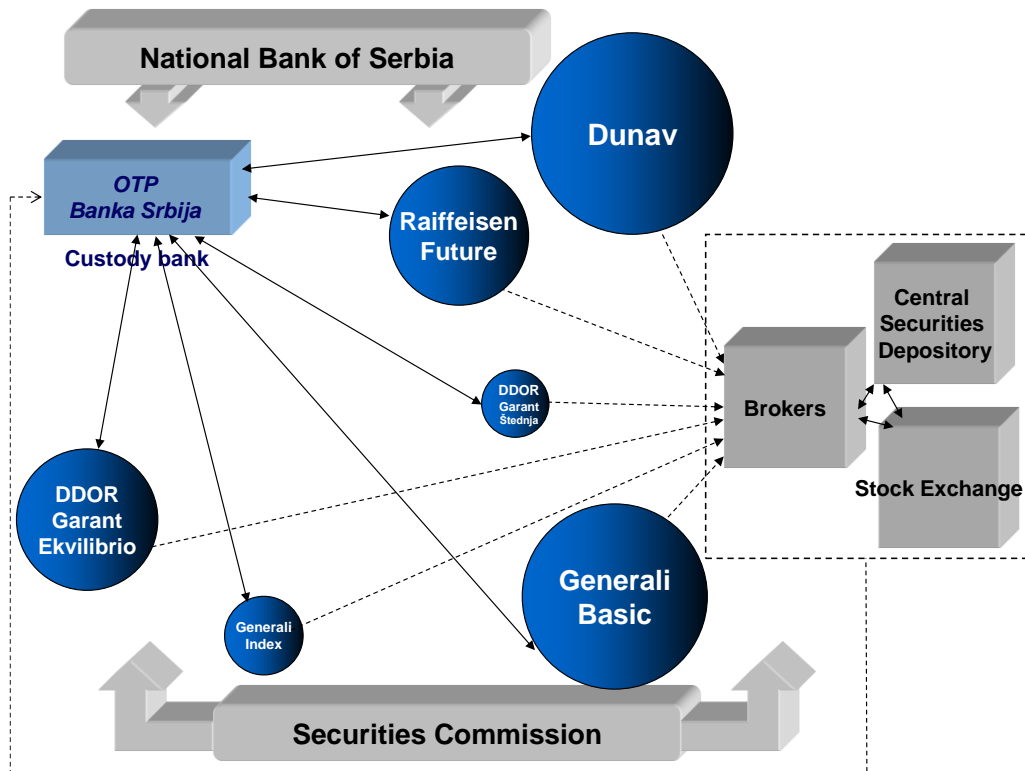 National Bank of Serbia
Dunav
OTP
Banka Srbija
Custody bank
Raiffeisen
Future
Central
Securities
Depository
DDOR
Garant
Štednja
Brokers
Stock Exchange
DDOR
Garant
Ekvilibrio
Generali
Basic
Generali
Index
Securities Commission